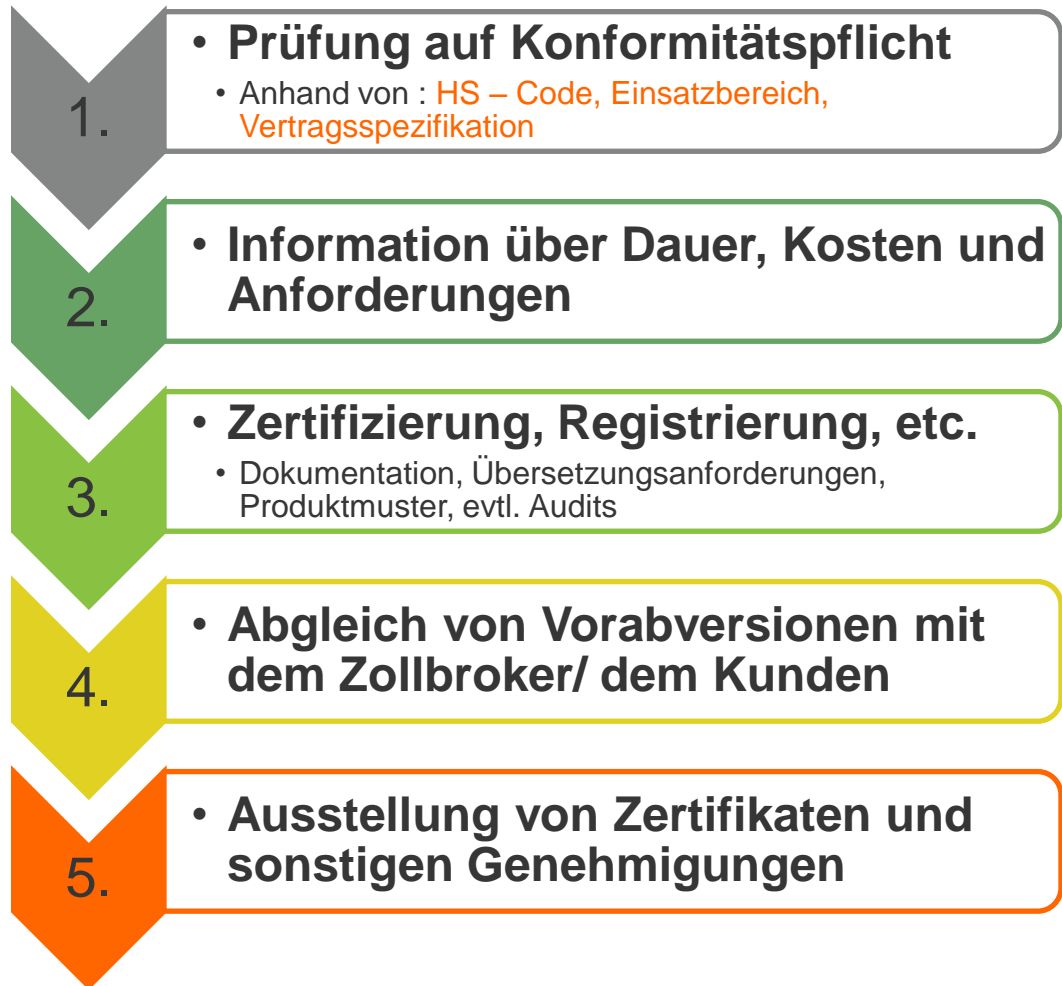 1.
• Prüfung auf Konformitätspflicht
• Anhand von : HS – Code, Einsatzbereich,
Vertragsspezifikation
2.
• Information über Dauer, Kosten und
Anforderungen
3.
• Zertifizierung, Registrierung, etc.
• Dokumentation, Übersetzungsanforderungen,
Produktmuster, evtl. Audits
4.
• Abgleich von Vorabversionen mit
dem Zollbroker/ dem Kunden
5.
• Ausstellung von Zertifikaten und
sonstigen Genehmigungen